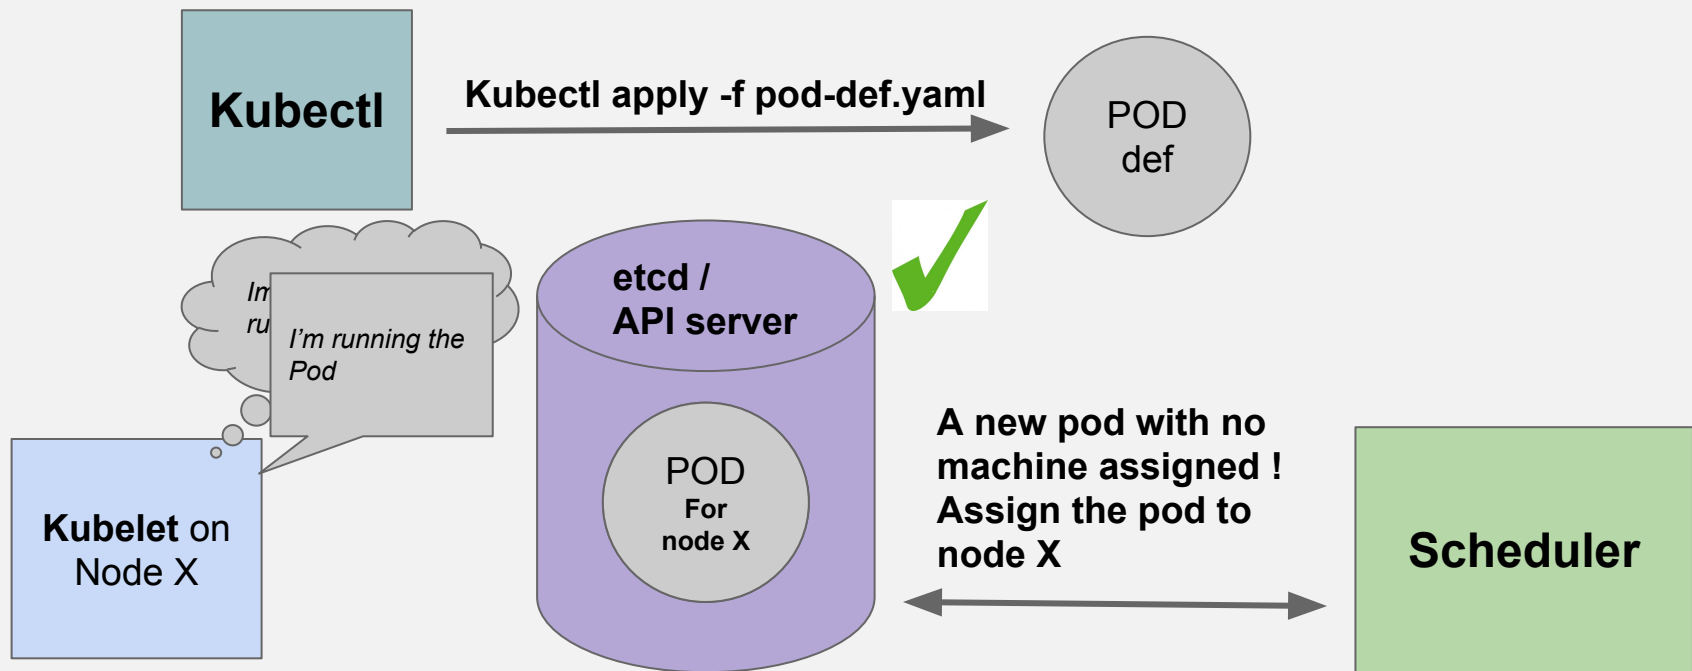 Kubectl
Kubectl apply -f pod-def.yaml
POD
def
etcd /
API server
I'm running the
Pod
POD
For
node X
A new pod with no
machine assigned !
Assign the pod to
node X
Kubelet on
Node X
Scheduler